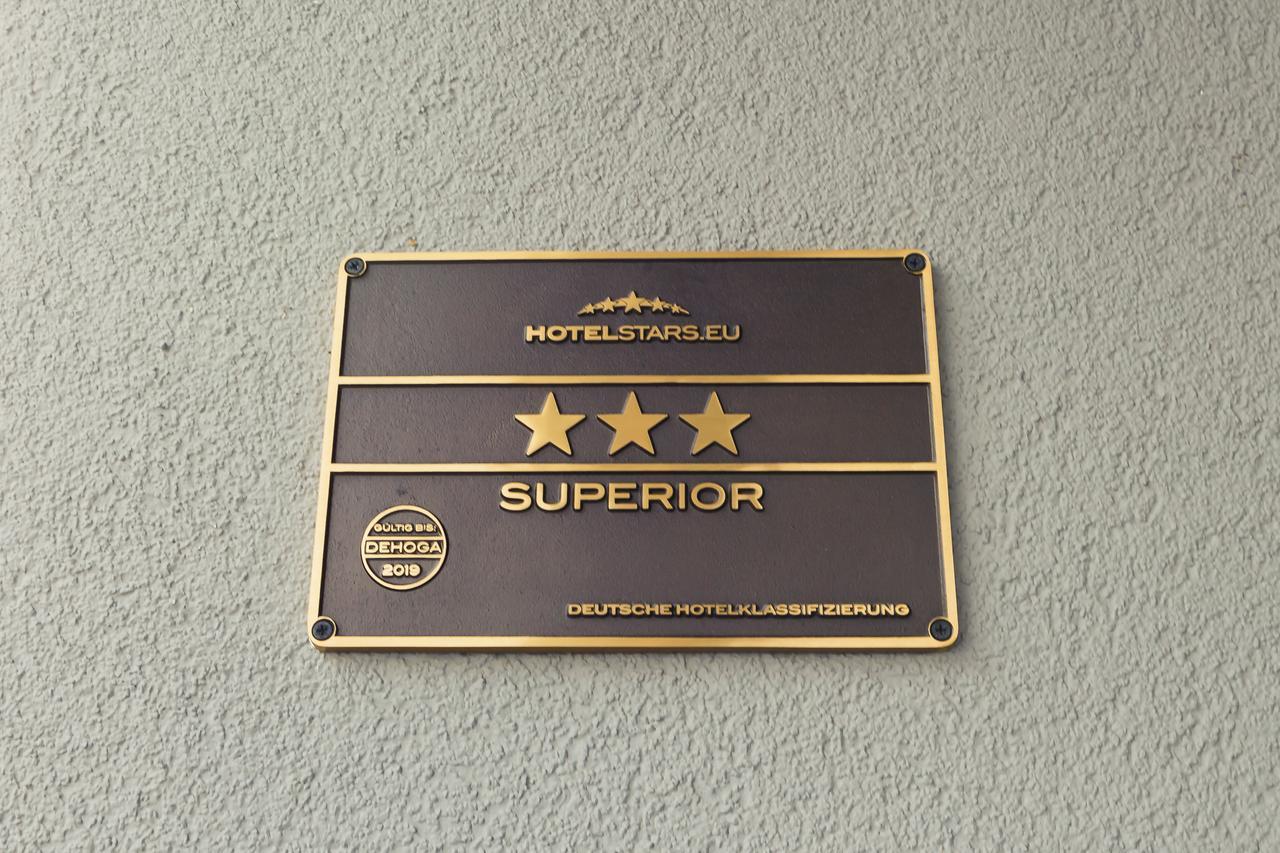 HOTELSTARS.EU
SUPERIOR
GÜLTIG BIS:
DEHOGA
2019
DEUTSCHE HOTELKLASSIFIZIERUNG